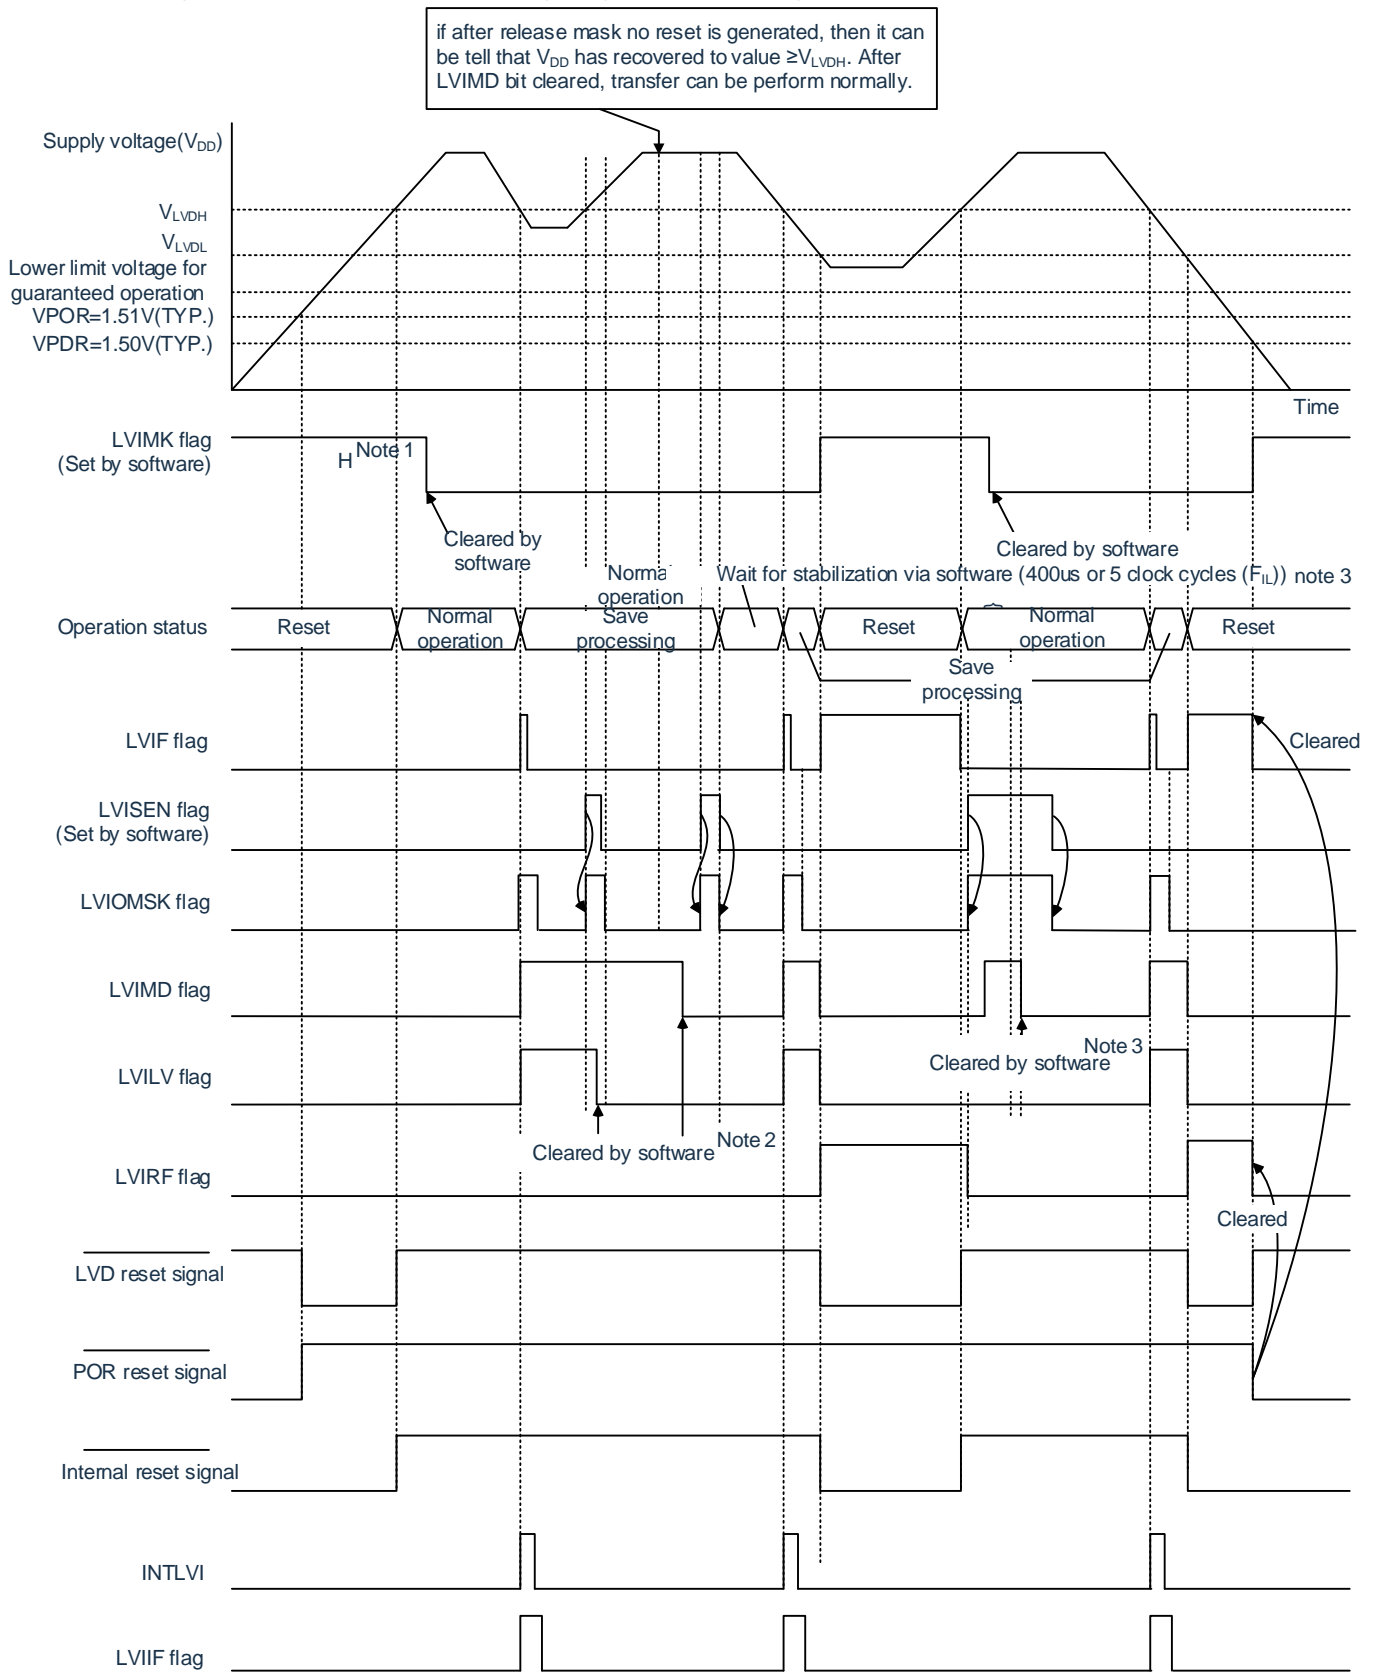 if after release mask no reset is generated, then it can
be tell that VDD has recovered to value ≥VLVDH. After
LVIMD bit cleared, transfer can be perform normally.
Supply voltage(VDD)
VLVDH
VLVDL
Lower limit voltage for
guaranteed operation
VPOR=1.51V(TYP.)
VPDR=1.50V(TYP.)
Time
LVIMK flag
(Set by software)
H Note 1
Cleared by
software
Cleared by software
Norma
operation
Wait for stabilization via software (400us or 5 clock cycles (FIL)) note 3
Operation status
Reset
Normal
operation
Save
processing
Reset
Normal
operation
Reset
Save
processing
LVIF flag
Cleared
LVISEN flag
(Set by software)
LVIOMSK flag
LVIMD flag
Cleared by software Note 3
LVILV flag
Cleared by software Note 2
LVIRF flag
Cleared
LVD reset signal
POR reset signal
Internal reset signal
INTLVI
LVIIF flag